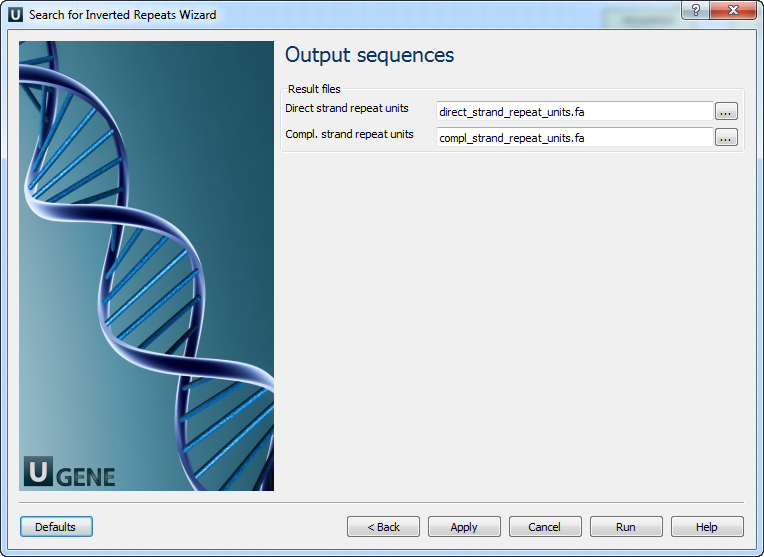 U Search for Inverted Repeats Wizard
?
Output sequences
Result files
Direct strand repeat units direct_strand_repeat_units.fa ...
Compl. strand repeat units compl_strand_repeat_units.fa ...
U GENE
Defaults < Back Apply Cancel Run Help